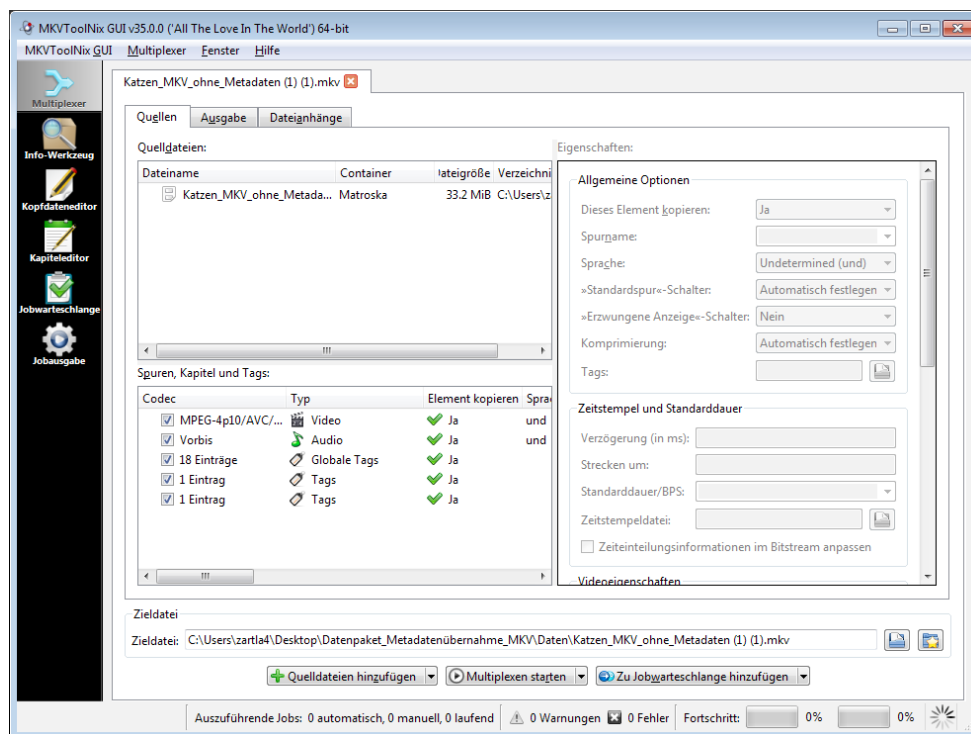 MKVToolNix GUI v35.0.0 ('All The Love In The World') 64-bit
MKVToolNix GUI Multiplexer Fenster Hilfe
Multiplexer
Info-Werkzeug
Kopfdateneditor
Kapiteleditor
Jobwarteschlange
Jobausgabe
Katzen_MKV_ohne_Metadaten (1) (1).mkv
Quellen Ausgabe Dateianhänge
Quelldateien:
Dateiname Container ateigröße Verzeichni
Katzen_MKV_ohne_Metada... Matroska 33.2 MiB C:\Users\z
Spuren, Kapitel und Tags:
Codec Typ Element kopieren Sprac
MPEG-4p10/AVC/... Video Ja und
Vorbis Audio Ja und
18 Einträge Globale Tags Ja
1 Eintrag Tags Ja
1 Eintrag Tags Ja
Eigenschaften:
Allgemeine Optionen
Dieses Element kopieren: Ja
Spurname:
Sprache: Undetermined (und)
»Standardspur«-Schalter: Automatisch festlegen
»Erzwungene Anzeige«-Schalter: Nein
Komprimierung: Automatisch festlegen
Tags:
Zeitstempel und Standarddauer
Verzögerung (in ms):
Strecken um:
Standarddauer/BPS:
Zeitstempeldatei:
Zeiteinteilungsinformationen im Bitstream anpassen
Videoeigenschaften
Zieldatei
Zieldatei: C:\Users\zartla4\Desktop\Datenpaket_Metadatenübernahme_MKV\Daten\Katzen_MKV_ohne_Metadaten (1) (1).mkv
Quelldateien hinzufügen Multiplexen starten Zu Jobwarteschlange hinzufügen
Auszuführende Jobs: 0 automatisch, 0 manuell, 0 laufend 0 Warnungen 0 Fehler Fortschritt: 0% 0%